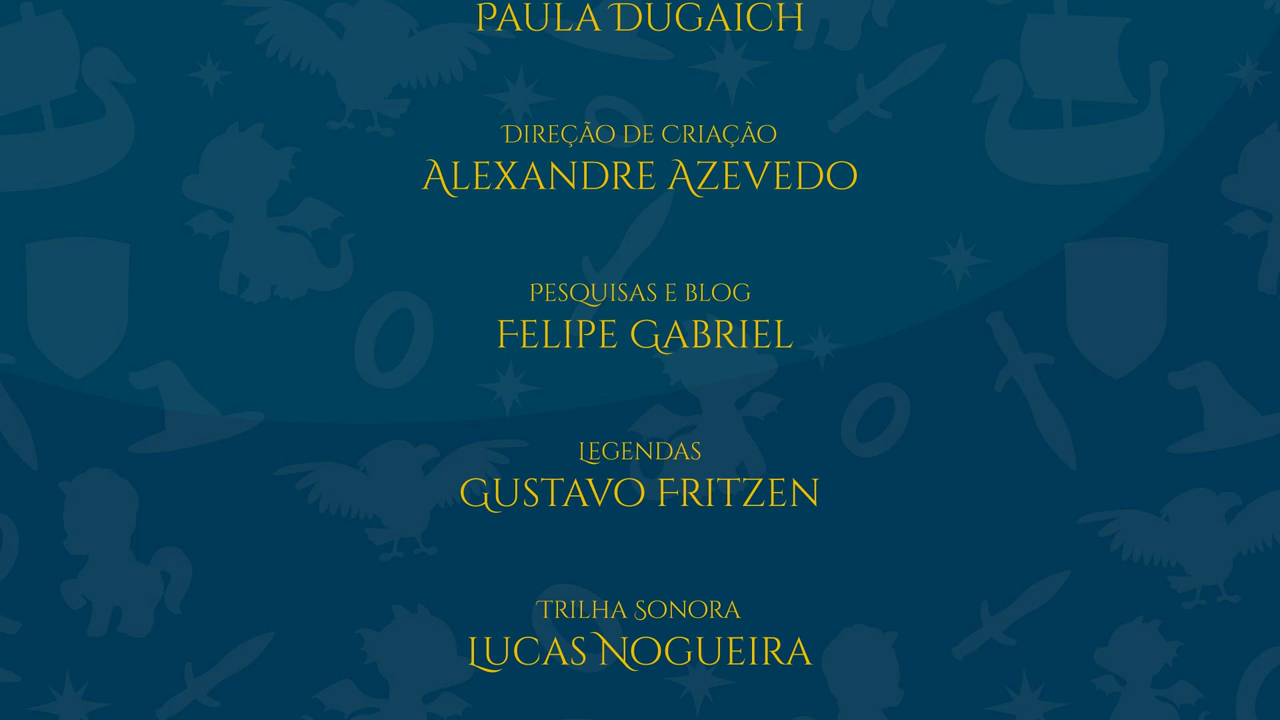 Paula Dugaich
Direção de Criação
Alexandre Azevedo
Pesquisas e Blog
Felipe Gabriel
Legendas
Gustavo Fritzen
Trilha Sonora
Lucas Nogueira